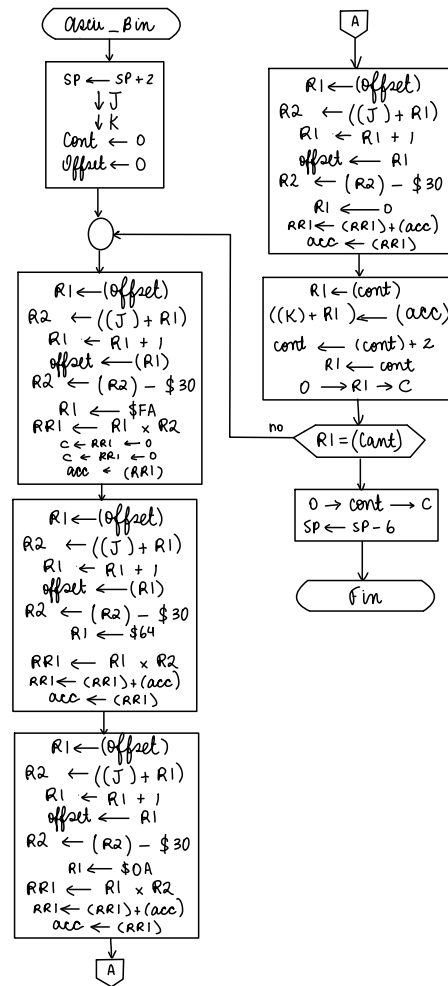 Ascii_Bin
SP ← SP+2
↓ J
↓ K
Cont ← 0
Offset ← 0
R1 ← (offset)
R2 ← ((J) + R1)
R1 ← R1 + 1
offset ← (R1)
R2 ← (R2) - $30
R1 ← $FA
RR1 ← R1 × R2
C ← RR1 ← 0
C ← RR1 ← 0
acc ← (RR1)
R1 ← (offset)
R2 ← ((J) + R1)
R1 ← R1 + 1
offset ← (R1)
R2 ← (R2) - $30
R1 ← $64
RR1 ← R1 × R2
RR1 ← (RR1)+(acc)
acc ← (RR1)
R1 ← (offset)
R2 ← ((J) + R1)
R1 ← R1 + 1
offset ← R1
R2 ← (R2) - $30
R1 ← $0A
RR1 ← R1 × R2
RR1 ← (RR1)+(acc)
acc ← (RR1)
A
A
R1 ← (offset)
R2 ← ((J) + R1)
R1 ← R1 + 1
offset ← R1
R2 ← (R2) - $30
R1 ← 0
RR1 ← (RR1)+(acc)
acc ← (RR1)
R1 ← (cont)
((K) + R1) ← (acc)
cont ← (cont) + 2
R1 ← cont
0 → R1 → C
no
R1 = (Cant)
0 → cont → C
SP ← SP-6
Fin